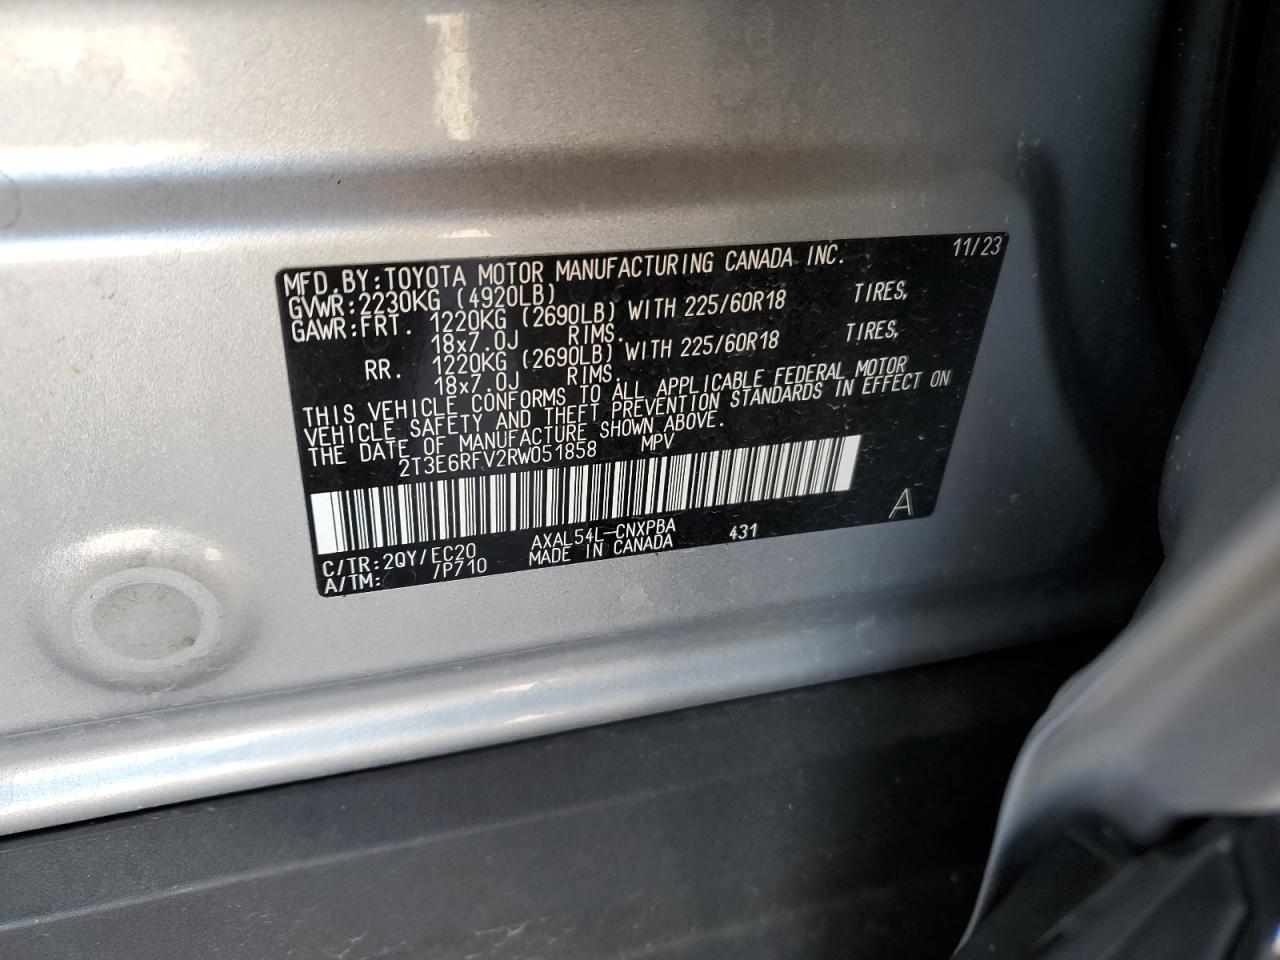 MFD.BY:TOYOTA MOTOR MANUFACTURING CANADA INC. 11/23
GVWR:2230KG (4920LB)
GAWR:FRT. 1220KG (2690LB) WITH 225/60R18 TIRES,
18x7.0J RIMS.
RR. 1220KG (2690LB) WITH 225/60R18 TIRES,
18x7.0J RIMS.
THIS VEHICLE CONFORMS TO ALL APPLICABLE FEDERAL MOTOR
VEHICLE SAFETY AND THEFT PREVENTION STANDARDS IN EFFECT ON
THE DATE OF MANUFACTURE SHOWN ABOVE.
2T3E6RFV2RW051858 MPV
A
C/TR:2QY/EC20 AXAL54L-CNXPBA 431
A/TM: /P710 MADE IN CANADA